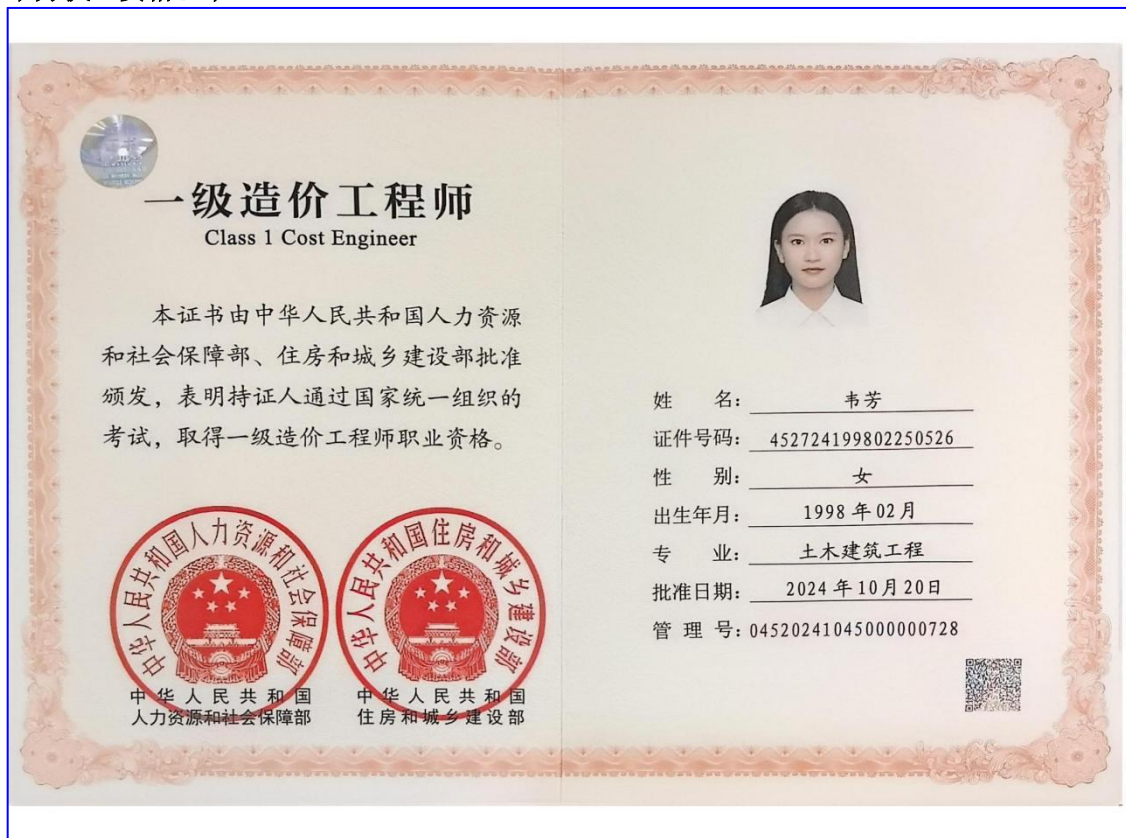 一级造价工程师
Class 1 Cost Engineer
本证书由中华人民共和国人力资源
和社会保障部、住房和城乡建设部批准
颁发，表明持证人通过国家统一组织的
考试，取得一级造价工程师职业资格。
中华人民共和国人力资源和社会保障部
中华人民共和国住房和城乡建设部
中华人民共和国
人力资源和社会保障部
中华人民共和国
住房和城乡建设部
姓 名：韦芳
证件号码：452724199802250526
性 别：女
出生年月：1998年02月
专 业：土木建筑工程
批准日期：2024年10月20日
管 理 号：04520241045000000728